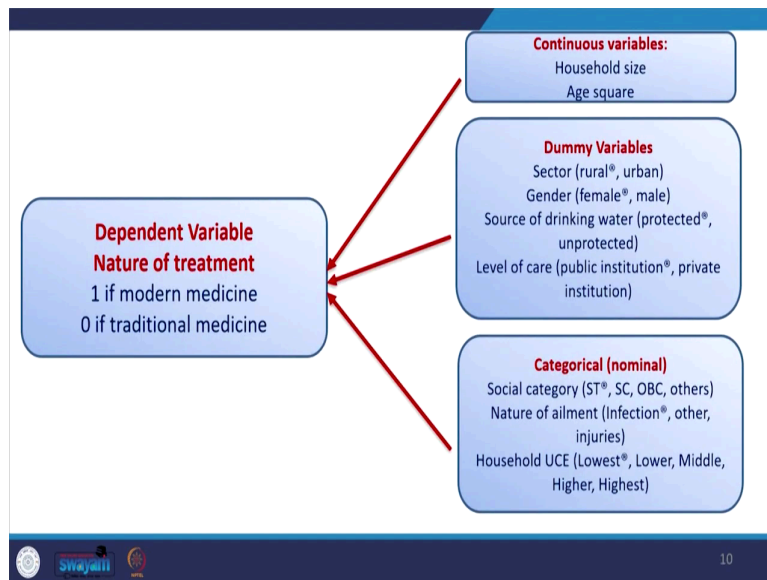 Continuous variables:
Household size
Age square
Dummy Variables
Sector (rural®, urban)
Gender (female®, male)
Source of drinking water (protected®,
unprotected)
Level of care (public institution®, private
institution)
Dependent Variable
Nature of treatment
1 if modern medicine
0 if traditional medicine
Categorical (nominal)
Social category (ST®, SC, OBC, others)
Nature of ailment (Infection®, other,
injuries)
Household UCE (Lowest®, Lower, Middle,
Higher, Highest)
swayam
NPTEL
10